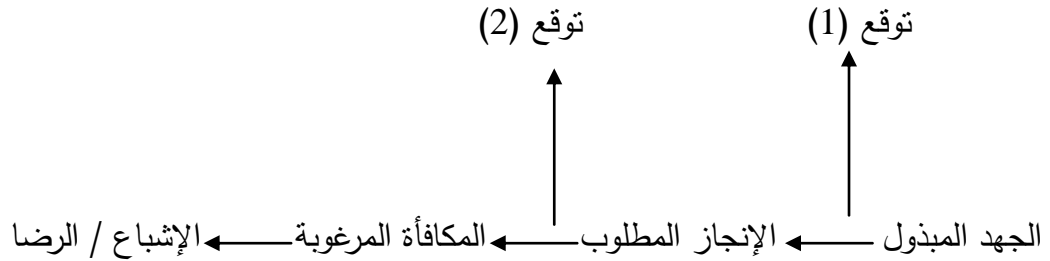 توقع (1) توقع (2)
الجهد المبذول الإنجاز المطلوب المكافأة المرغوبة الإشباع / الرضا